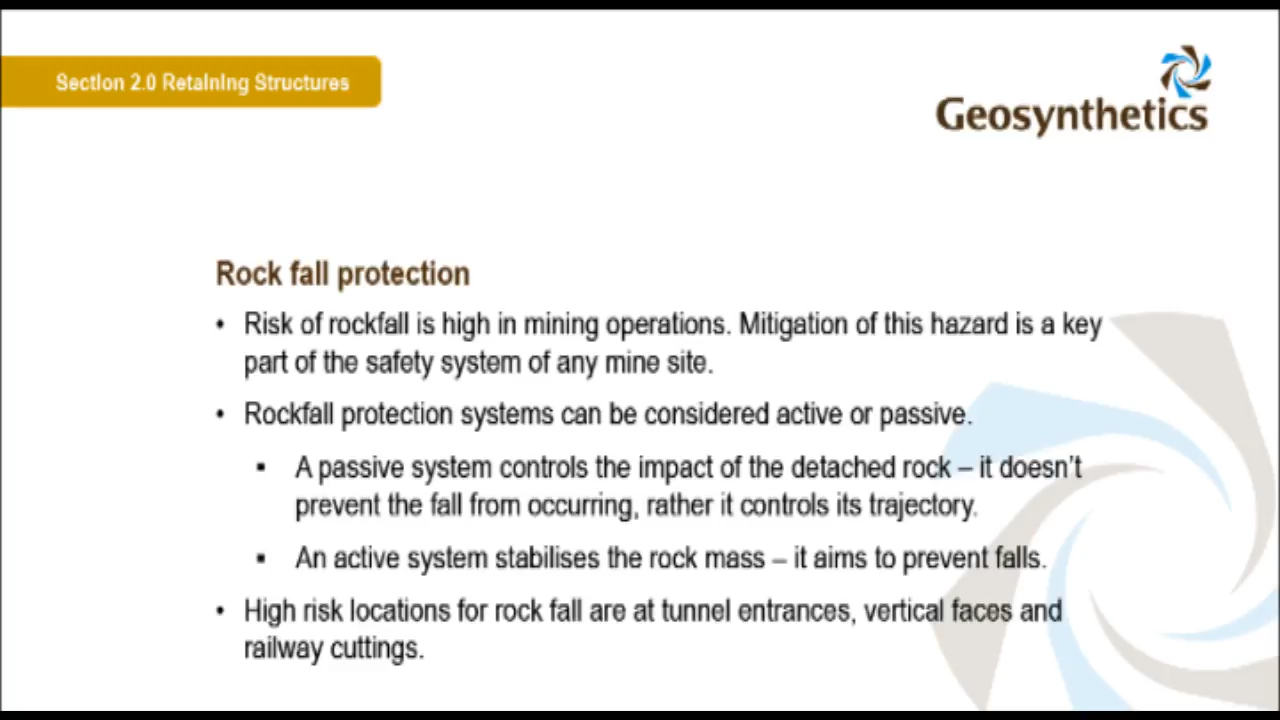 Section 2.0 Retaining Structures
Geosynthetics
Rock fall protection
• Risk of rockfall is high in mining operations. Mitigation of this hazard is a key
part of the safety system of any mine site.
• Rockfall protection systems can be considered active or passive.
▪ A passive system controls the impact of the detached rock – it doesn't
prevent the fall from occurring, rather it controls its trajectory.
▪ An active system stabilises the rock mass – it aims to prevent falls.
• High risk locations for rock fall are at tunnel entrances, vertical faces and
railway cuttings.